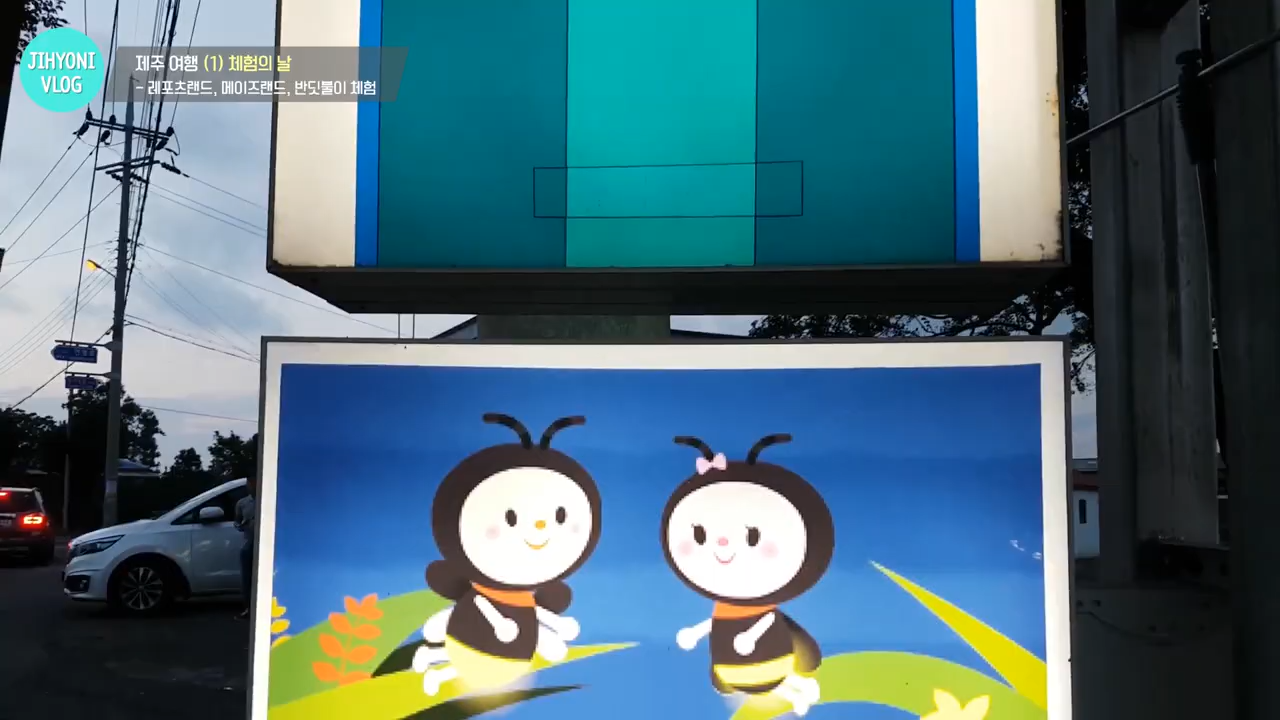 JIHYONI
VLOG
제주 여행 (1) 체험의 날
- 레포츠랜드, 메이즈랜드, 반딧불이 체험